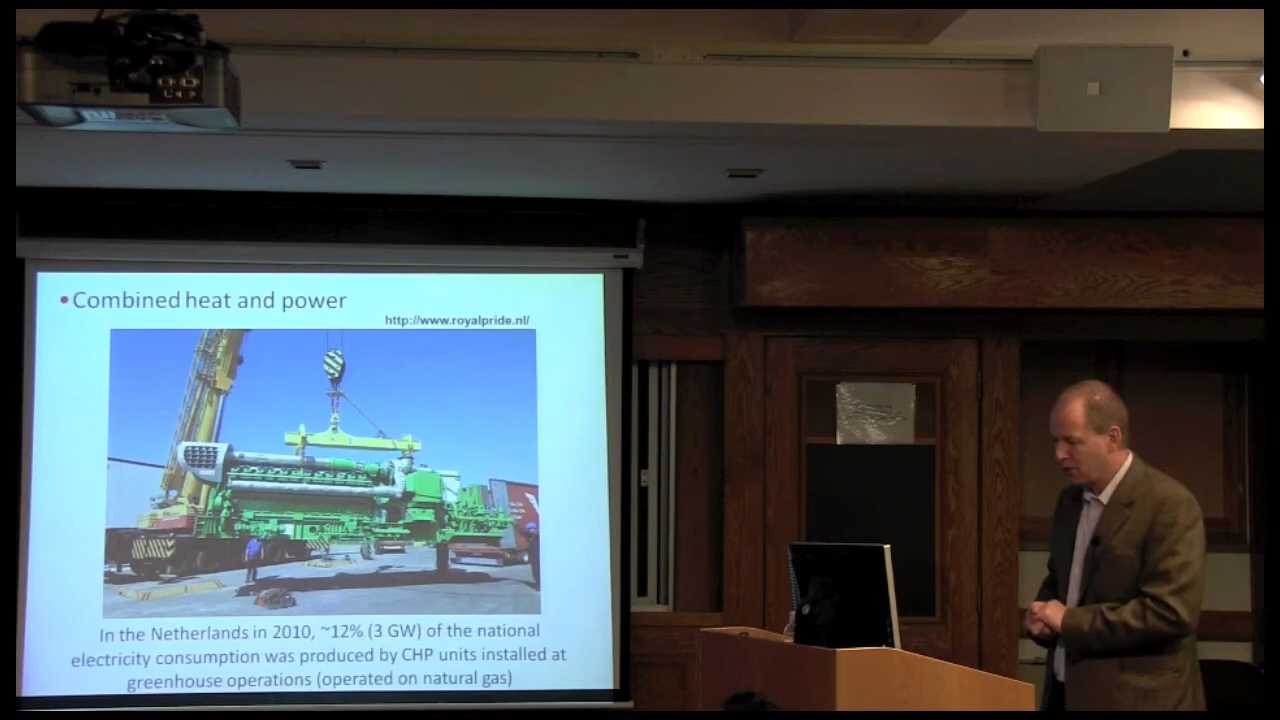 •Combined heat and power
http://www.royalpride.nl/
In the Netherlands in 2010, ~12% (3 GW) of the national
electricity consumption was produced by CHP units installed at
greenhouse operations (operated on natural gas)